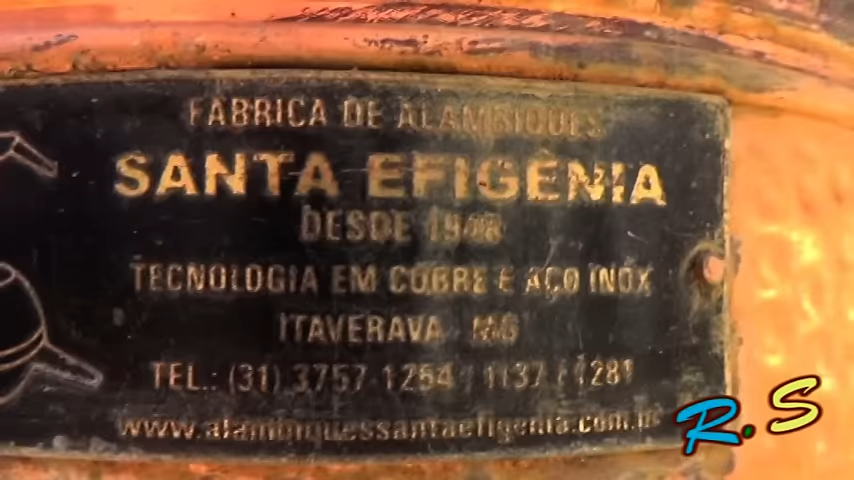 FÁBRICA DE ALAMBIQUES
SANTA EFIGÊNIA
DESDE 1948
TECNOLOGIA EM COBRE E AÇO INOX
ITAVERAVA MG
TEL.: (31) 3757 1254 / 1137 / 1281
www.alambiquessantaefigenia.com.br
R.S